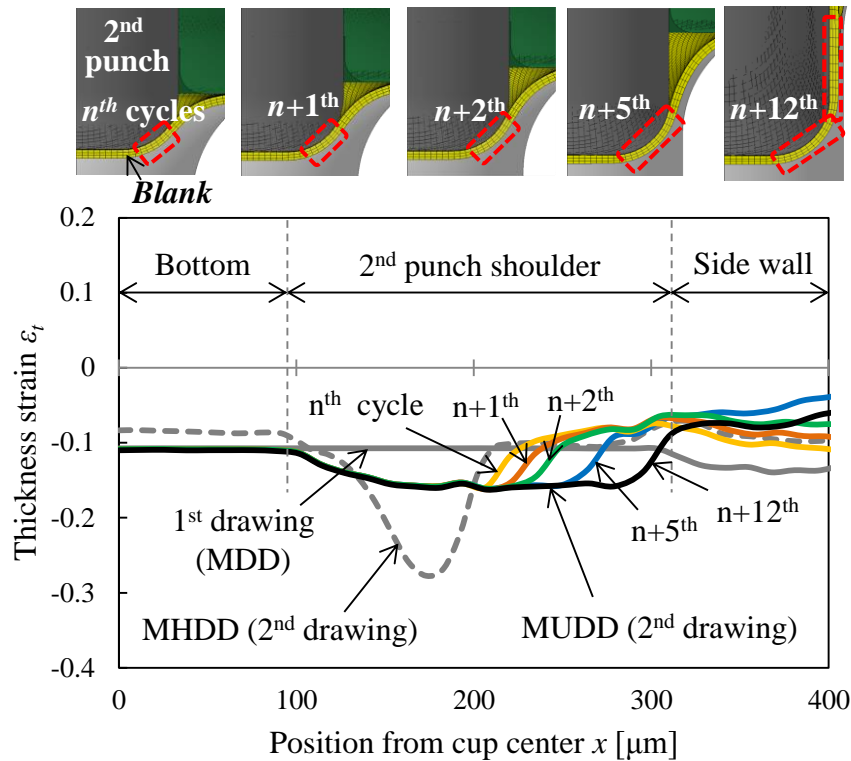 2nd
punch
nth cycles
n+1th
n+2th
n+5th
n+12th
Blank
0.2
0.1
0
-0.1
-0.2
-0.3
-0.4
Thickness strain εt
Bottom
2nd punch shoulder
Side wall
nth cycle
n+1th
n+2th
1st drawing
(MDD)
n+5th
n+12th
MHDD (2nd drawing)
MUDD (2nd drawing)
0
100
200
300
400
Position from cup center x [μm]